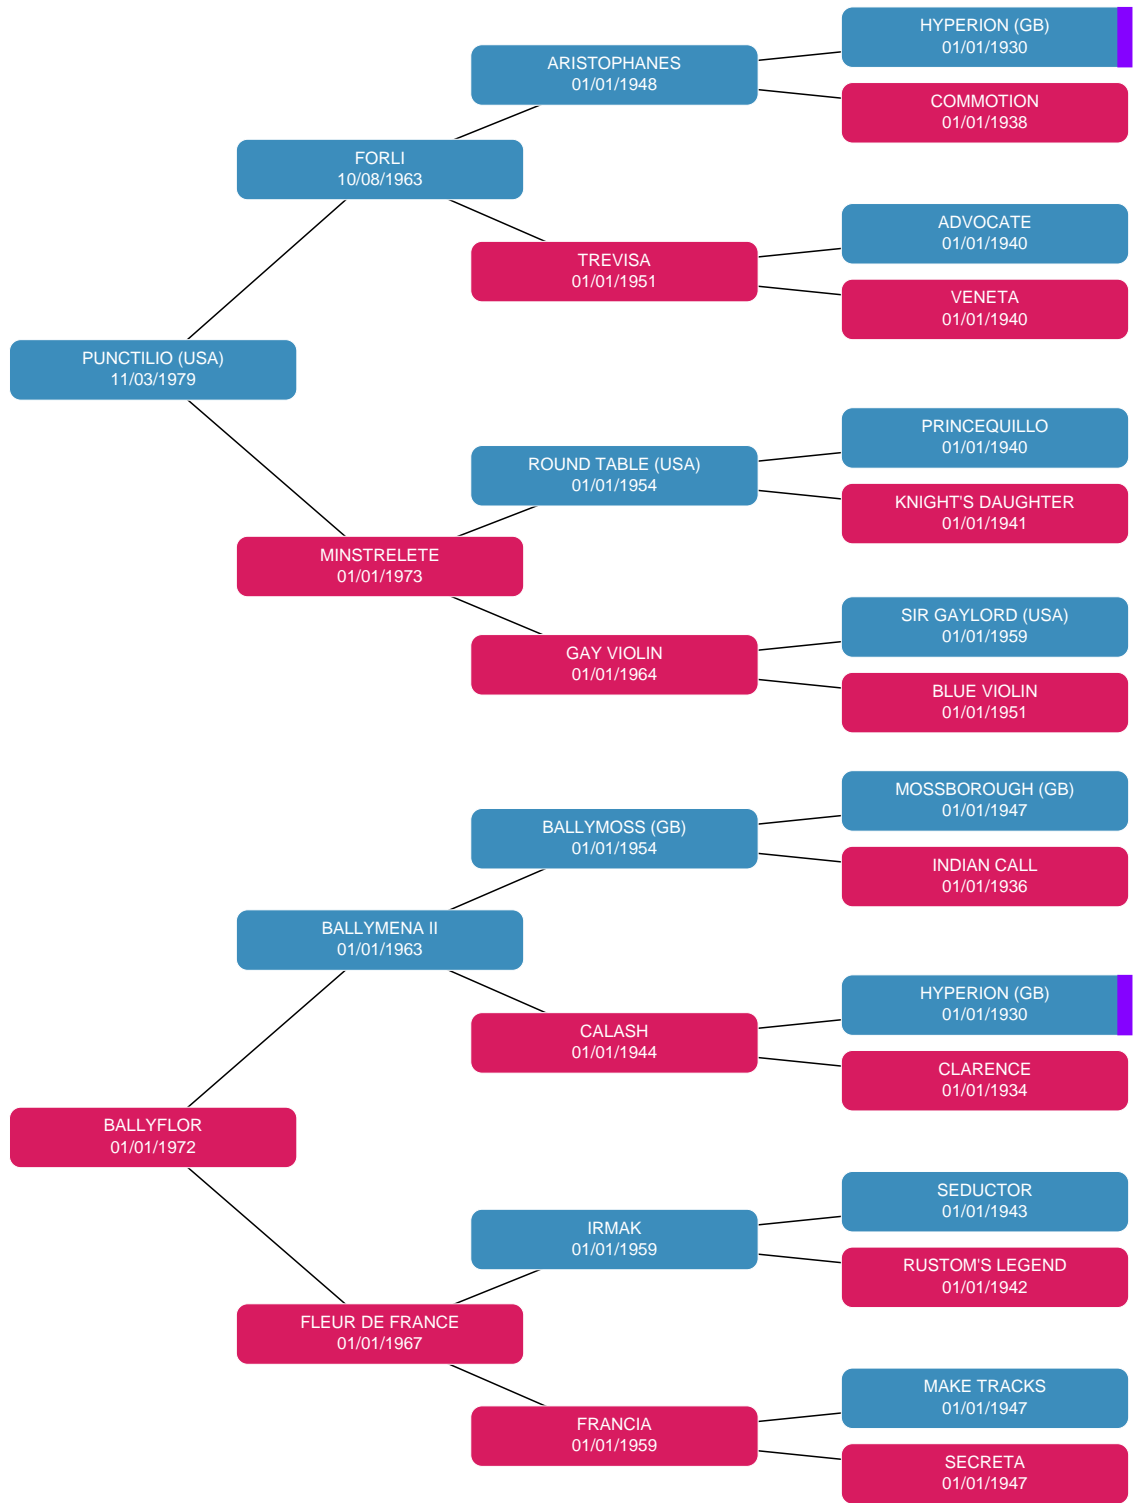 HYPERION (GB)
01/01/1930
ARISTOPHANES
01/01/1948
COMMOTION
01/01/1938
FORLI
10/08/1963
ADVOCATE
01/01/1940
TREVISA
01/01/1951
VENETA
01/01/1940
PUNCTILIO (USA)
11/03/1979
PRINCEQUILLO
01/01/1940
ROUND TABLE (USA)
01/01/1954
KNIGHT'S DAUGHTER
01/01/1941
MINSTRELETE
01/01/1973
SIR GAYLORD (USA)
01/01/1959
GAY VIOLIN
01/01/1964
BLUE VIOLIN
01/01/1951
MOSSBOROUGH (GB)
01/01/1947
BALLYMOSS (GB)
01/01/1954
INDIAN CALL
01/01/1936
BALLYMENA II
01/01/1963
HYPERION (GB)
01/01/1930
CALASH
01/01/1944
CLARENCE
01/01/1934
BALLYFLOR
01/01/1972
SEDUCTOR
01/01/1943
IRMAK
01/01/1959
RUSTOM'S LEGEND
01/01/1942
FLEUR DE FRANCE
01/01/1967
MAKE TRACKS
01/01/1947
FRANCIA
01/01/1959
SECRETA
01/01/1947